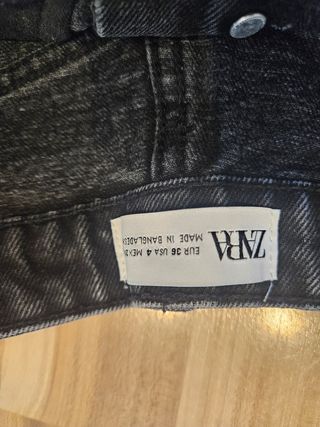 ZARA
EUR 36 USA 4 MEX
MADE IN BANGLADESH